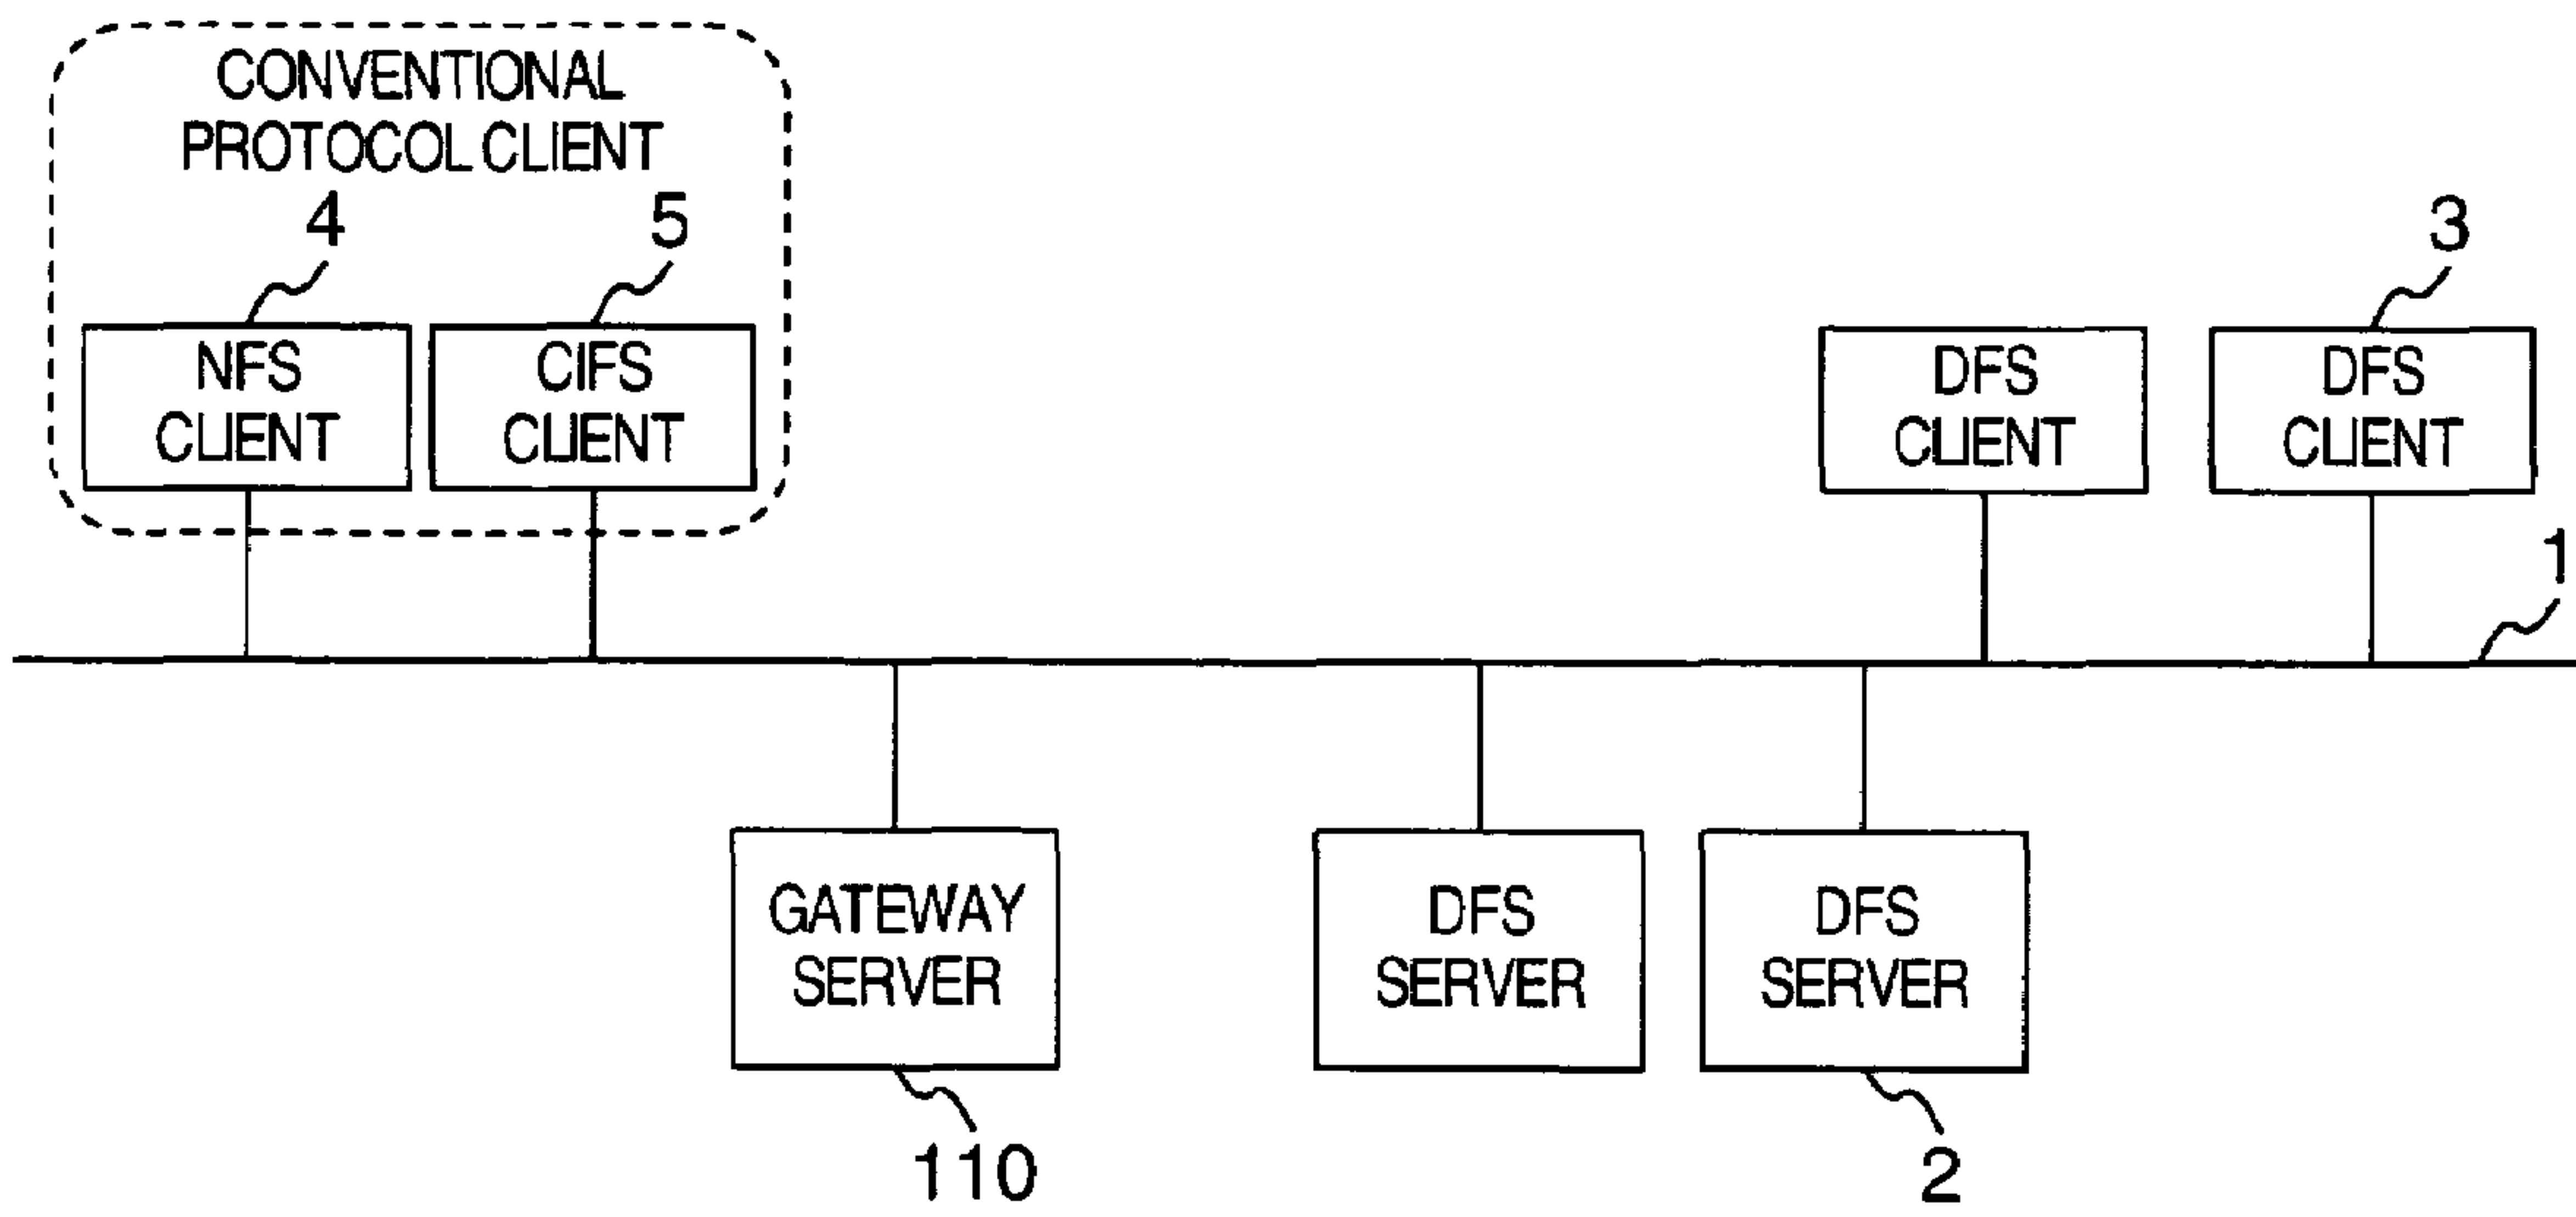 CONVENTIONAL
PROTOCOL CLIENT
4
5
3
NFS
CLIENT
CIFS
CLIENT
DFS
CLIENT
DFS
CLIENT
1
GATEWAY
SERVER
DFS
SERVER
DFS
SERVER
110
2